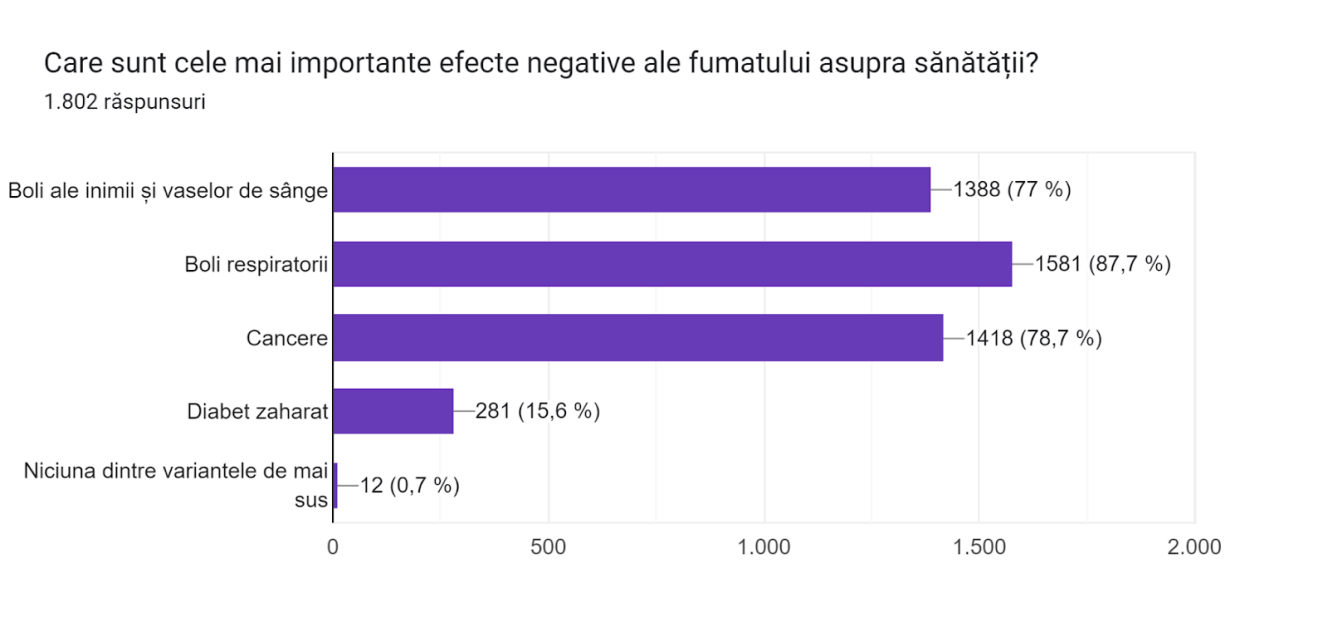 Care sunt cele mai importante efecte negative ale fumatului asupra sănătății?
1.802 răspunsuri
Boli ale inimii și vaselor de sânge
1388 (77 %)
Boli respiratorii
1581 (87,7 %)
Cancere
1418 (78,7 %)
Diabet zaharat
281 (15,6 %)
Niciuna dintre variantele de mai
sus
12 (0,7 %)
0 500 1.000 1.500 2.000